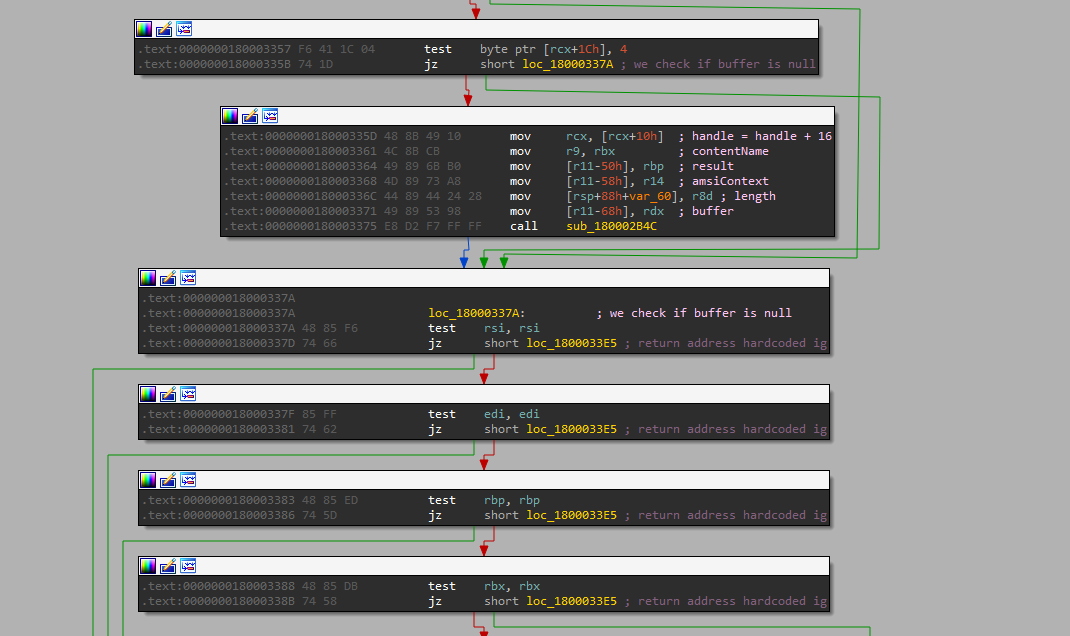 .text:0000000180003357 F6 41 1C 04 test byte ptr [rcx+1Ch], 4
.text:000000018000335B 74 1D jz short loc_18000337A ; we check if buffer is null
.text:000000018000335D 48 8B 49 10 mov rcx, [rcx+10h] ; handle = handle + 16
.text:0000000180003361 4C 8B CB mov r9, rbx ; contentName
.text:0000000180003364 49 89 6B B0 mov [r11-50h], rbp ; result
.text:0000000180003368 4D 89 73 A8 mov [r11-58h], r14 ; amsiContext
.text:000000018000336C 44 89 44 24 28 mov [rsp+88h+var_60], r8d ; length
.text:0000000180003371 49 89 53 98 mov [r11-68h], rdx ; buffer
.text:0000000180003375 E8 D2 F7 FF FF call sub_180002B4C
.text:000000018000337A
.text:000000018000337A loc_18000337A: ; we check if buffer is null
.text:000000018000337A 48 85 F6 test rsi, rsi
.text:000000018000337D 74 66 jz short loc_1800033E5 ; return address hardcoded ig
.text:000000018000337F 85 FF test edi, edi
.text:0000000180003381 74 62 jz short loc_1800033E5 ; return address hardcoded ig
.text:0000000180003383 48 85 ED test rbp, rbp
.text:0000000180003386 74 5D jz short loc_1800033E5 ; return address hardcoded ig
.text:0000000180003388 48 85 DB test rbx, rbx
.text:000000018000338B 74 58 jz short loc_1800033E5 ; return address hardcoded ig